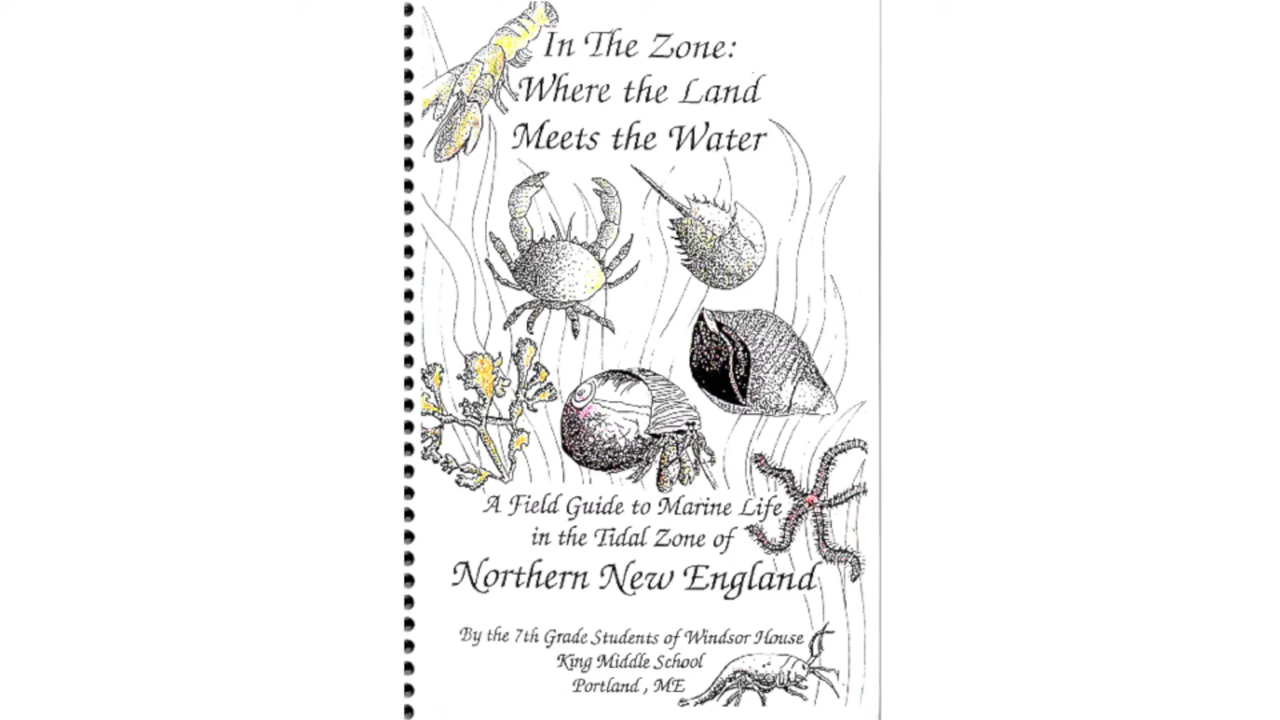 In The Zone:
Where the Land
Meets the Water
A Field Guide to Marine Life
in the Tidal Zone of
Northern New England
By the 7th Grade Students of Windsor House
King Middle School
Portland , ME